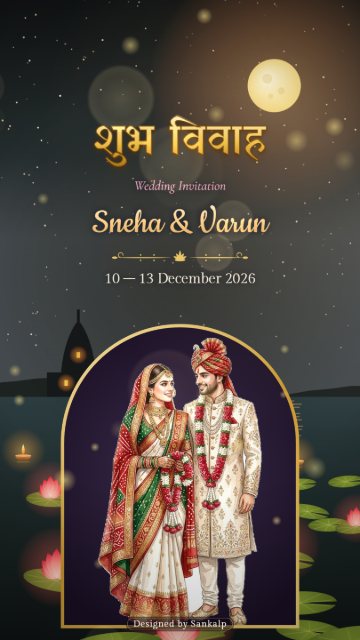 शुभ विवाह
Wedding Invitation
Sneha & Varun
10 — 13 December 2026
Designed by Sankalp